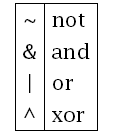 ~ not
& and
| or
^ xor